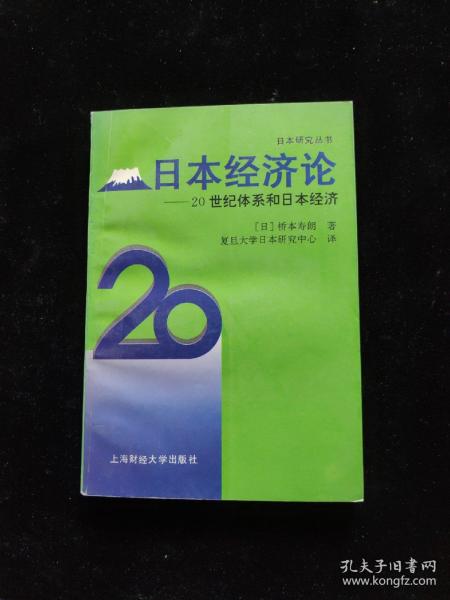 日本研究丛书
日本经济论
——20世纪体系和日本经济
［日］桥本寿朗 著
复旦大学日本研究中心 译
20
上海财经大学出版社
孔夫子旧书网
www.kongfz.com